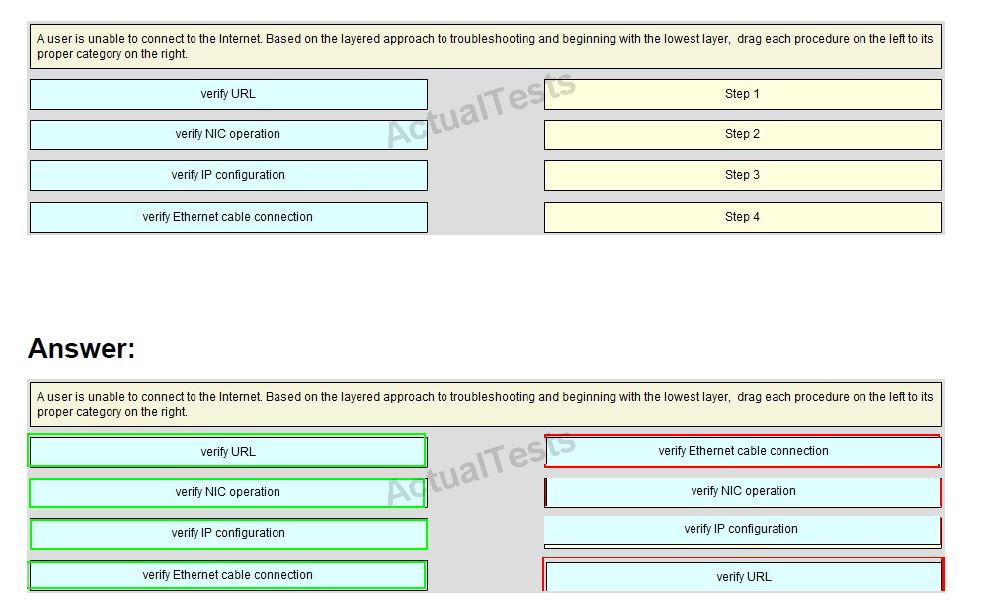 A user is unable to connect to the Internet. Based on the layered approach to troubleshooting and beginning with the lowest layer, drag each procedure on the left to its
proper category on the right.
verify URL
Step 1
verify NIC operation
Step 2
verify IP configuration
Step 3
verify Ethernet cable connection
Step 4
ActualTests
Answer:
A user is unable to connect to the Internet. Based on the layered approach to troubleshooting and beginning with the lowest layer, drag each procedure on the left to its
proper category on the right.
verify URL
verify Ethernet cable connection
verify NIC operation
verify NIC operation
verify IP configuration
verify IP configuration
verify Ethernet cable connection
verify URL
ActualTests